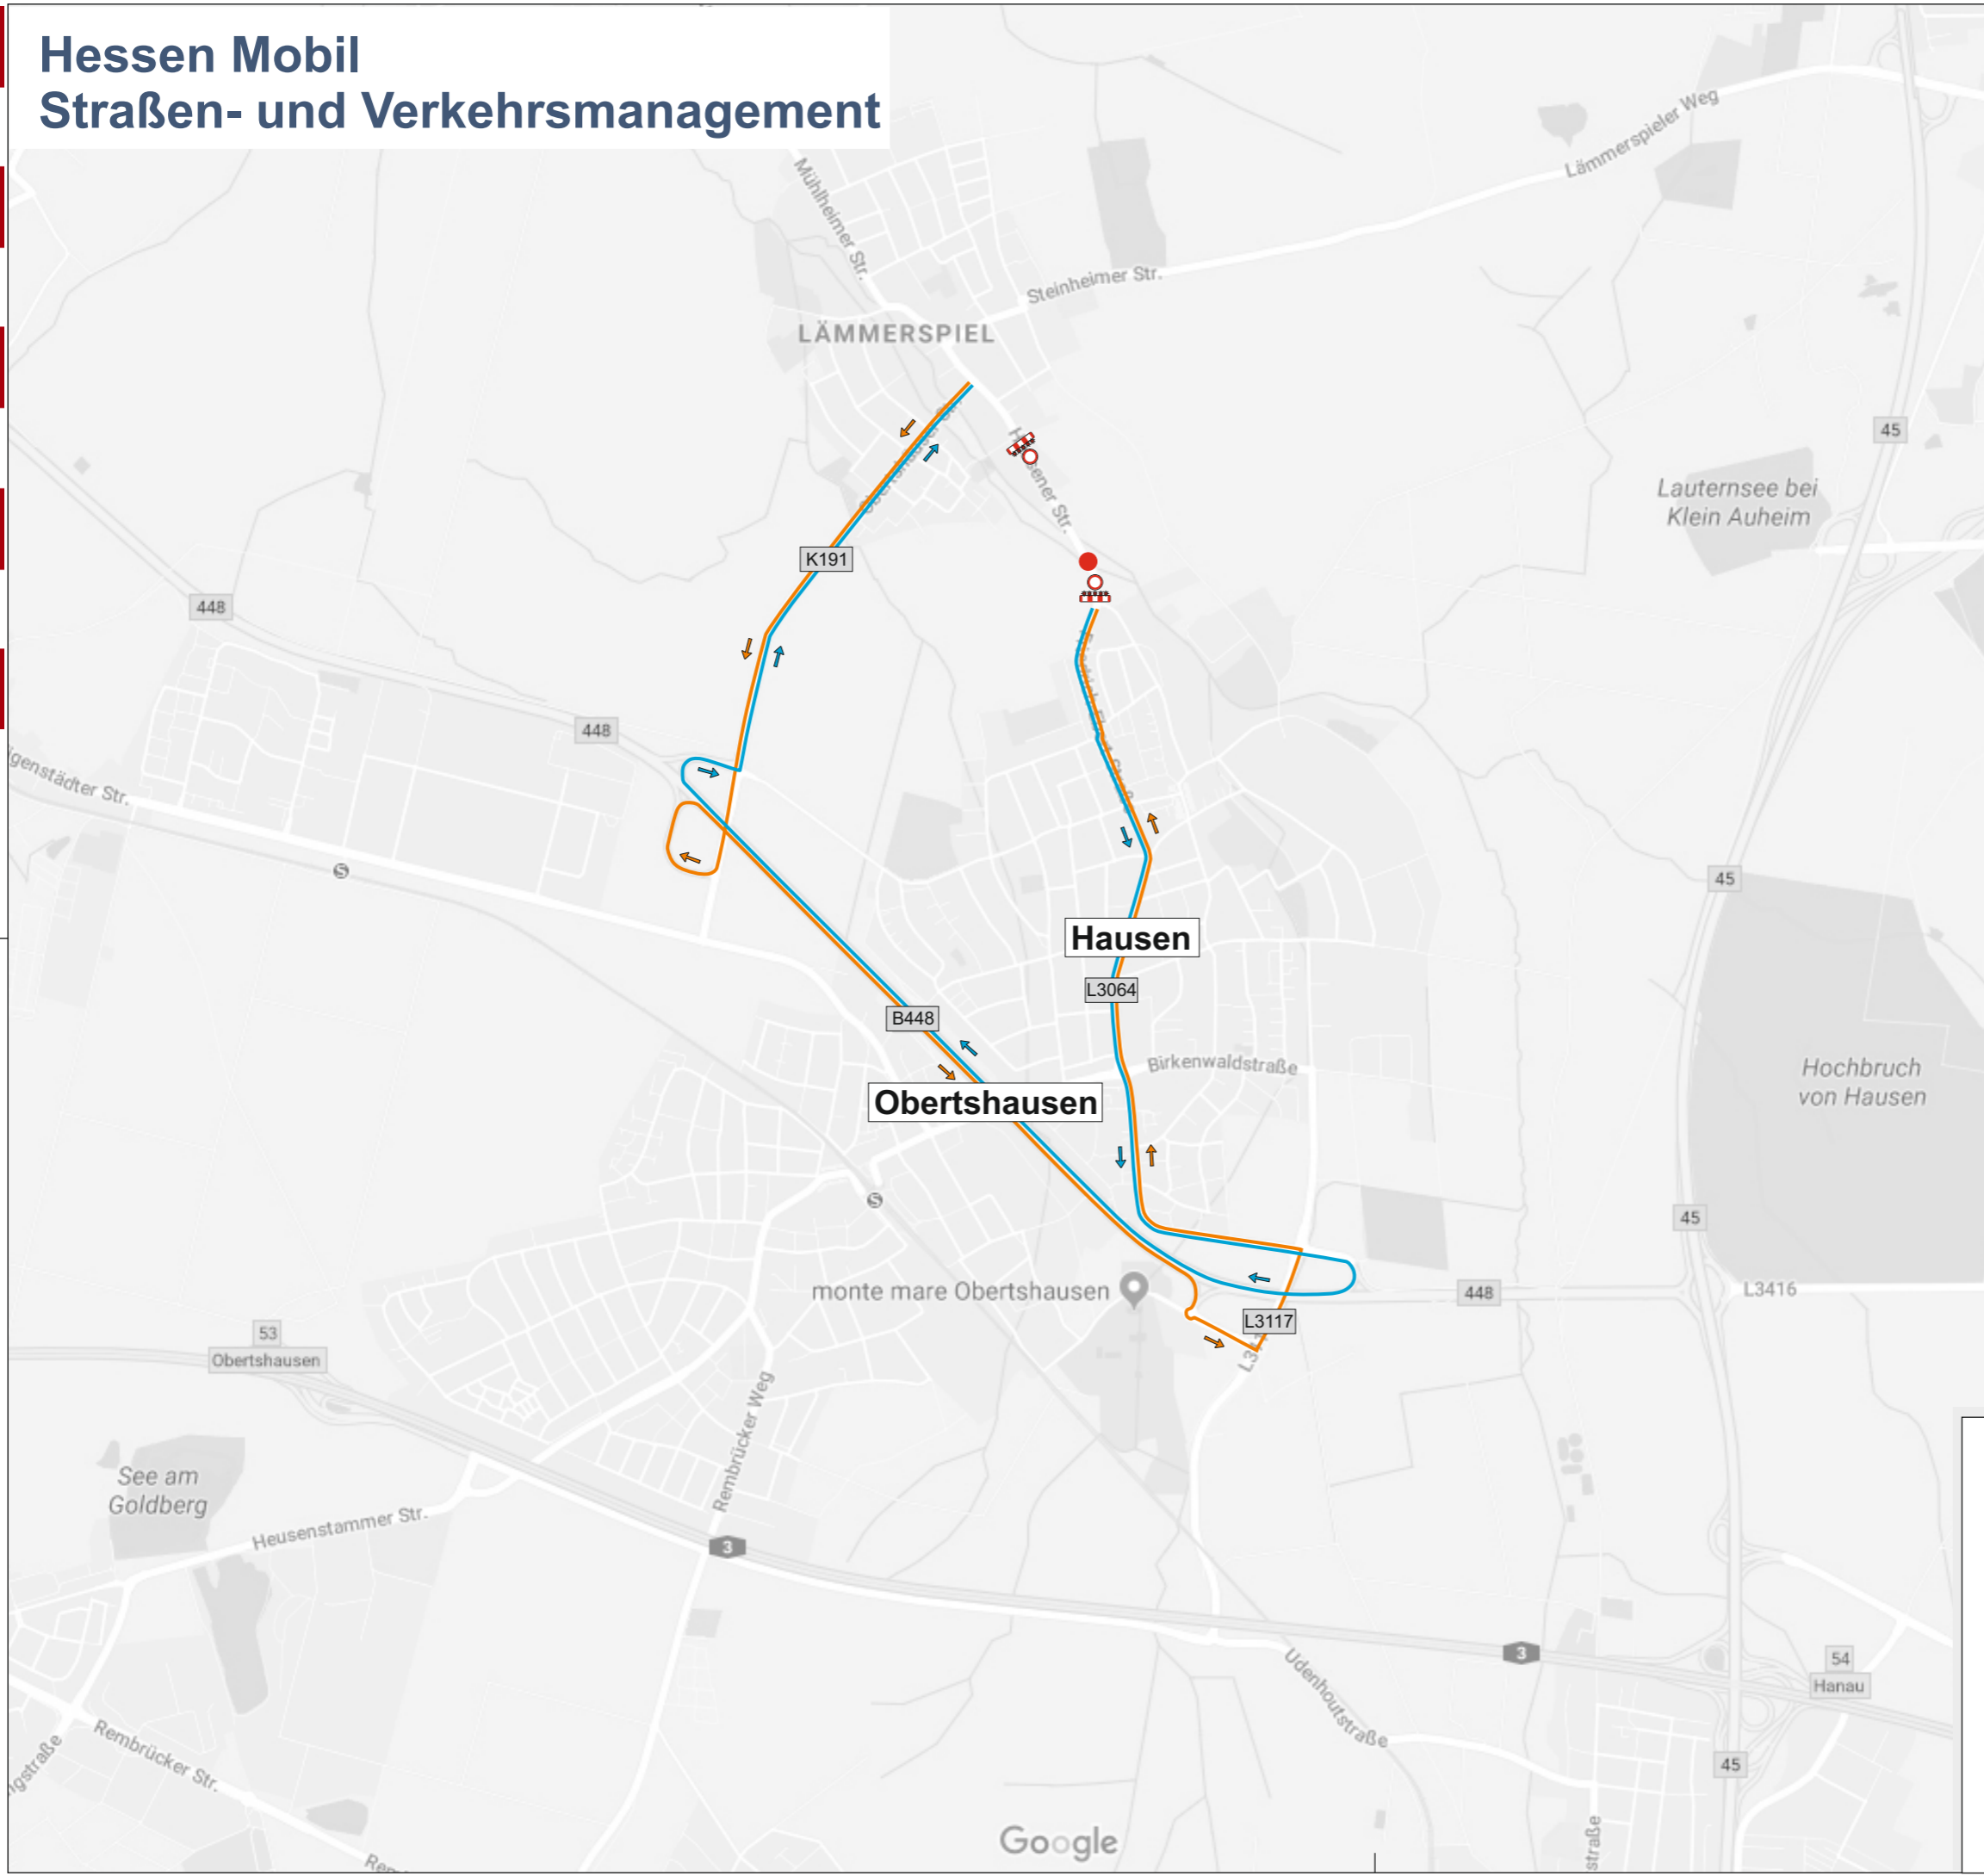 Hessen Mobil
Straßen- und Verkehrsmanagement
Lämmerspieler Weg
Mühlheimer Str.
Steinheimer Str.
LÄMMERSPIEL
45
Lauternsee bei
Klein Auheim
K191
448
448
45
Hausen
L3064
B448
Birkenwaldstraße
Hochbruch
von Hausen
Obertshausen
S
S
45
monte mare Obertshausen
448
L3416
L3117
53
Obertshausen
Rembrücker Weg
See am
Goldberg
Heusenstammer Str.
3
3
54
Hanau
Udenhoutstraße
Rembrücker Str.
45
Google